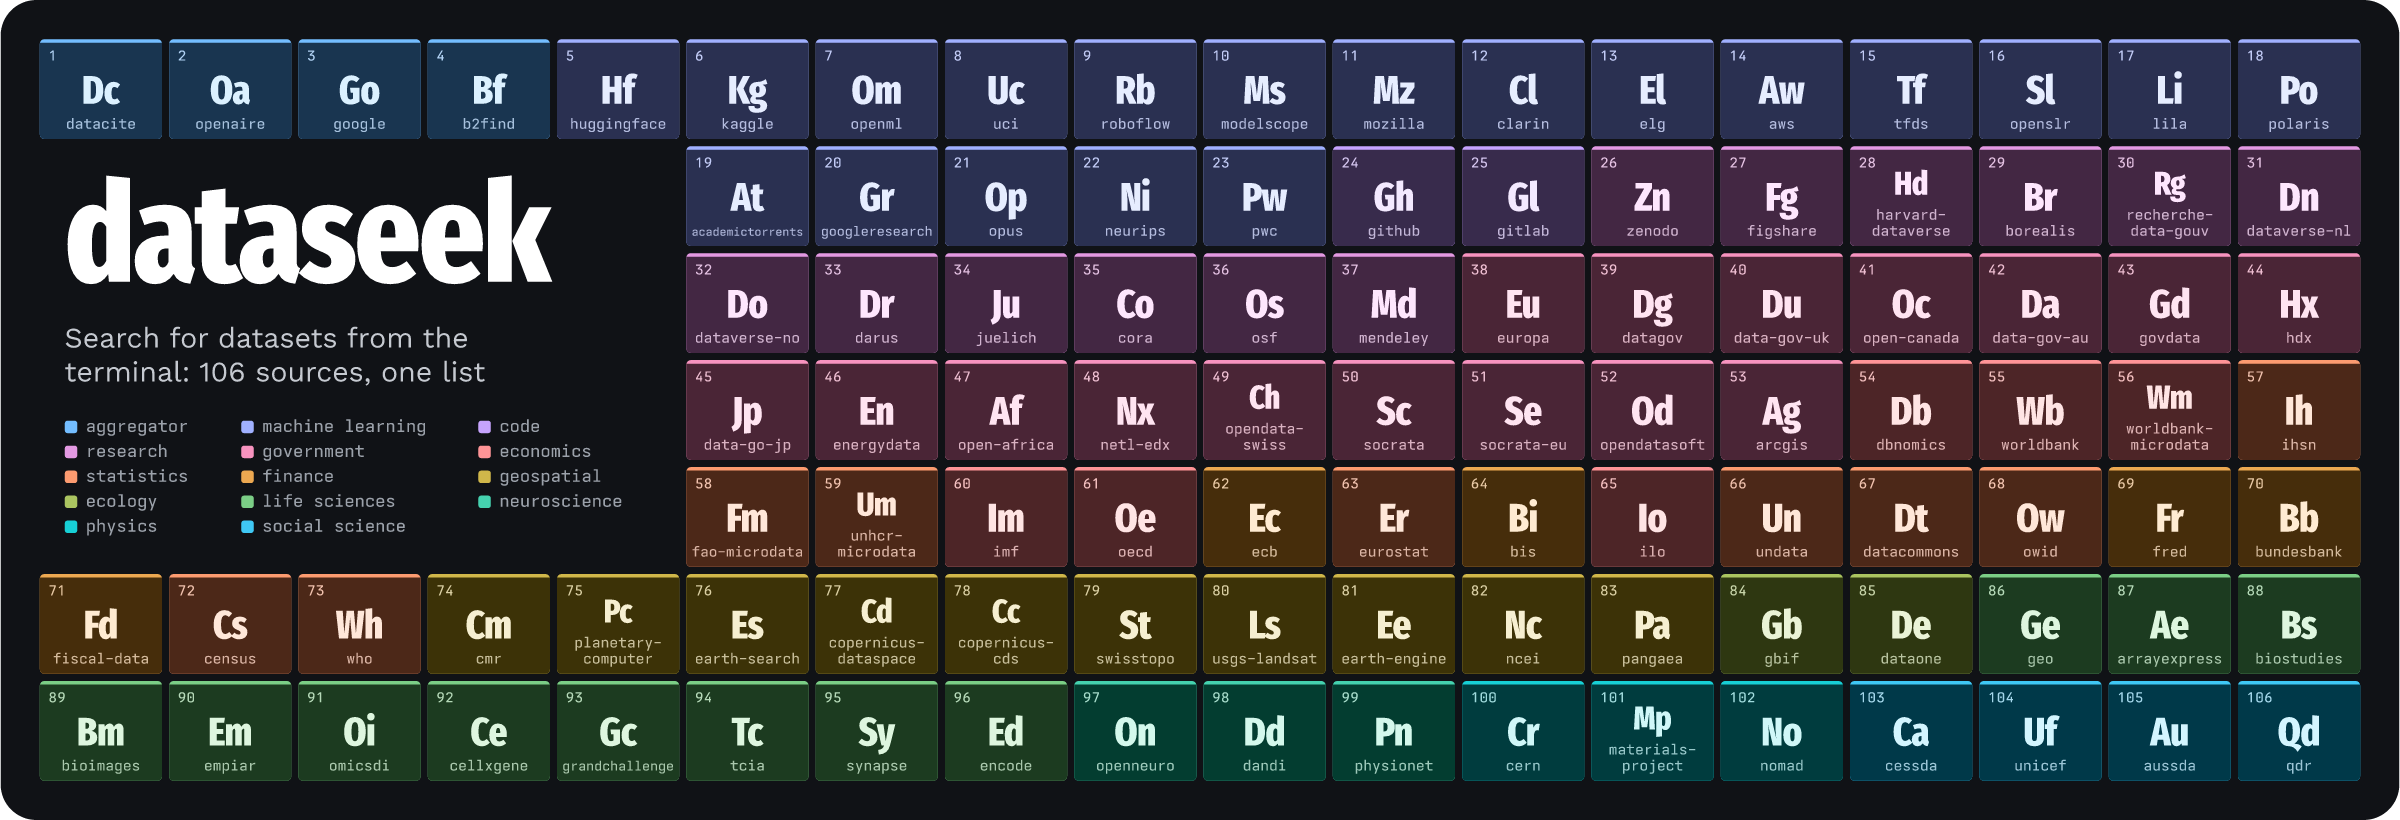 1 2 3 4 5 6 7 8 9 10 11 12 13 14 15 16 17 18
Dc Oa Go Bf Hf Kg Om Uc Rb Ms Mz Cl El Aw Tf Sl Li Po
datacite openaire google b2find huggingface kaggle openml uci roboflow modelscope mozilla clarin elg aws tfds openslr lila polaris
dataseek
Search for datasets from the
terminal: 106 sources, one list
aggregator machine learning code
research government economics
statistics finance geospatial
ecology life sciences neuroscience
physics social science
19 20 21 22 23 24 25 26 27 28 29 30 31
At Gr Op Ni Pw Gh Gl Zn Fg Hd Br Rg Dn
academictorrents googleresearch opus neurips pwc github gitlab zenodo figshare harvard-dataverse borealis recherche-data-gouv dataverse-nl
32 33 34 35 36 37 38 39 40 41 42 43 44
Do Dr Ju Co Os Md Eu Dg Du Oc Da Gd Hx
dataverse-no darus juelich cora osf mendeley europa datagov data-gov-uk open-canada data-gov-au govdata hdx
45 46 47 48 49 50 51 52 53 54 55 56 57
Jp En Af Nx Ch Sc Se Od Ag Db Wb Wm Ih
data-go-jp energydata open-africa netl-edx opendata-swiss socrata socrata-eu opendatasoft arcgis dbnomics worldbank worldbank-microdata ihsn
58 59 60 61 62 63 64 65 66 67 68 69 70
Fm Um Im Oe Ec Er Bi Io Un Dt Ow Fr Bb
fao-microdata unhcr-microdata imf oecd ecb eurostat bis ilo undata datacommons owid fred bundesbank
71 72 73 74 75 76 77 78 79 80 81 82 83 84 85 86 87 88
Fd Cs Who Cm Pc Es Cd Cc St Ls Ee Nc Pa Gb De Ge Ae Bs
fiscal-data census who cmr planetary-computer earth-search copernicus-dataspace copernicus-cds swisstopo usgs-landsat earth-engine ncei pangaea gbif dataone geo arrayexpress biostudies
89 90 91 92 93 94 95 96 97 98 99 100 101 102 103 104 105 106
Bm Em Oi Ce Gc Tc Sy Ed On Dd Pn Cr Mp No Ca Uf Au Qd
bioimages empiar omicsdi cellxgene grandchallenge tcia synapse encode openneuro dandi physionet cern materials-project nomad cessda unicef aussda qdr